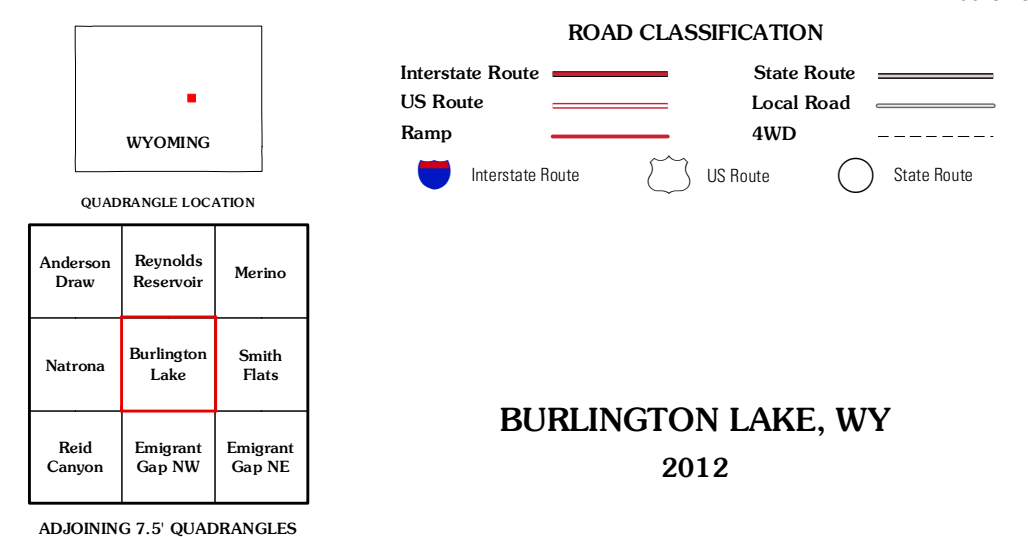 ROAD CLASSIFICATION
Interstate Route
State Route
US Route
Local Road
Ramp
4WD
Interstate Route
US Route
State Route
WYOMING
QUADRANGLE LOCATION
Anderson
Draw
Reynolds
Reservoir
Merino
Natrona
Burlington
Lake
Smith
Flats
Reid
Canyon
Emigrant
Gap NW
Emigrant
Gap NE
ADJOINING 7.5' QUADRANGLES
BURLINGTON LAKE, WY
2012